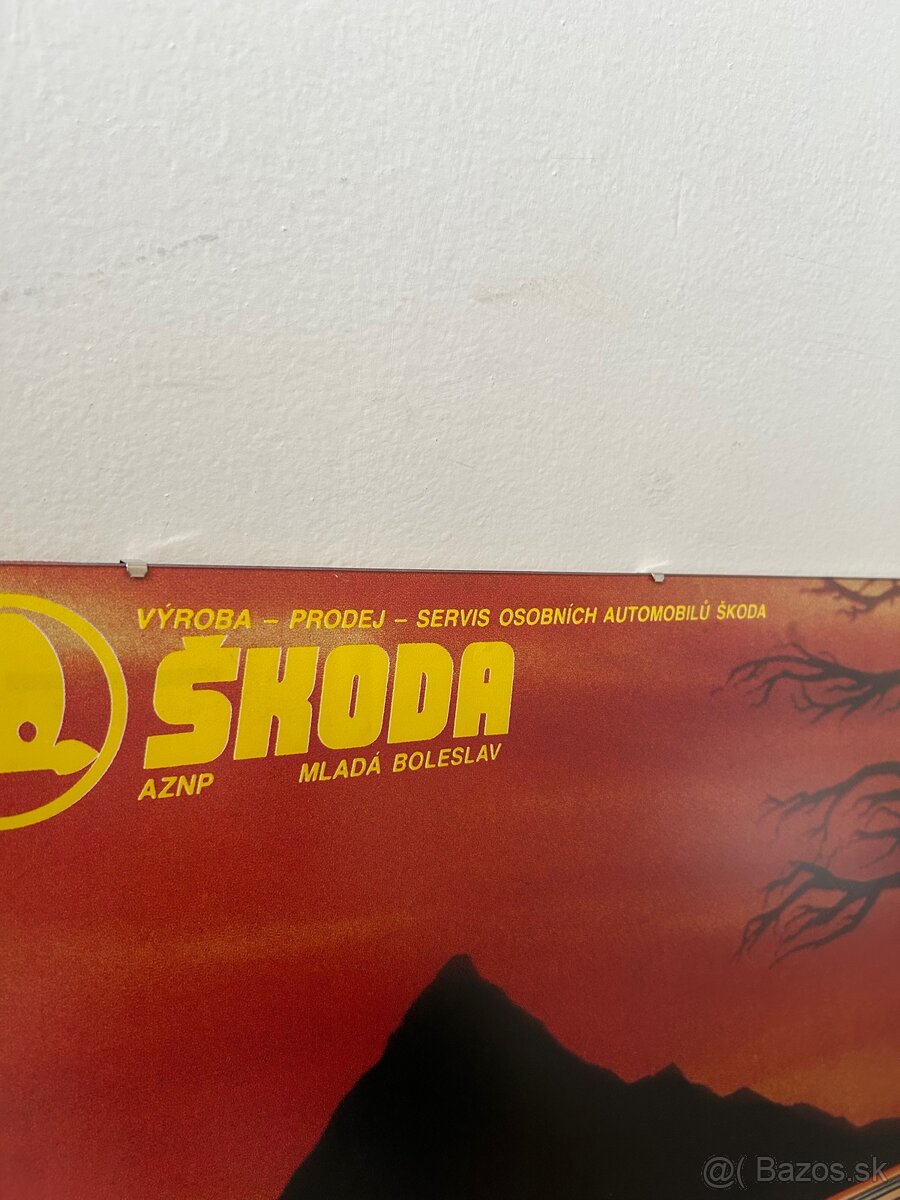 VÝROBA – PRODEJ – SERVIS OSOBNÍCH AUTOMOBILŮ ŠKODA
ŠKODA
AZNP MLADÁ BOLESLAV
@( Bazos.sk